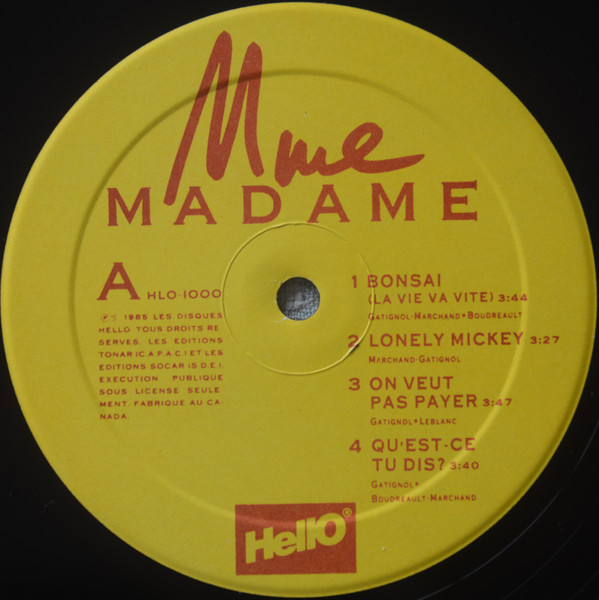 Mme
MADAME
A HLO-1000
℗ 1985 LES DISQUES
HELLO. TOUS DROITS RE-
SERVES. LES EDITIONS
TONAR (C.A.P.A.C.) ET LES
EDITIONS SOCAR (S.D.E.).
EXECUTION PUBLIQUE
SOUS LICENSE SEULE-
MENT. FABRIQUE AU CA-
NADA.
1 BONSAI
(LA VIE VA VITE) 3:44
GATIGNOL-MARCHAND•BOUDREAULT
2 LONELY MICKEY 3:27
MARCHAND-GATIGNOL
3 ON VEUT
PAS PAYER 3:47
GATIGNOL•LEBLANC
4 QU'EST-CE
TU DIS? 3:40
GATIGNOL•
BOUDREAULT-MARCHAND
Hello®